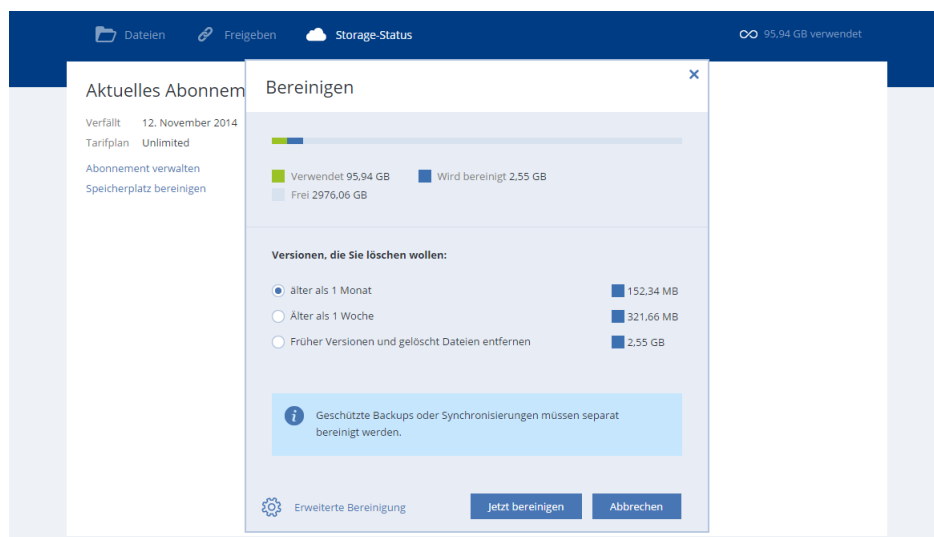 Dateien Freigeben Storage-Status 95,94 GB verwendet
Aktuelles Abonnem
Verfällt 12. November 2014
Tarifplan Unlimited
Abonnement verwalten
Speicherplatz bereinigen
Bereinigen
Verwendet 95,94 GB Wird bereinigt 2,55 GB
Frei 2976,06 GB
Versionen, die Sie löschen wollen:
älter als 1 Monat 152,34 MB
Älter als 1 Woche 321,66 MB
Früher Versionen und gelöscht Dateien entfernen 2,55 GB
Geschützte Backups oder Synchronisierungen müssen separat
bereinigt werden.
Erweiterte Bereinigung Jetzt bereinigen Abbrechen